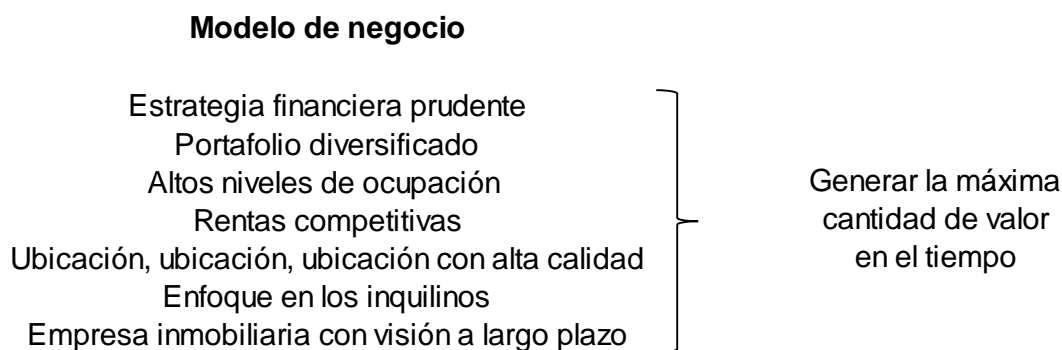 Modelo de negocio
Estrategia financiera prudente
Portafolio diversificado
Altos niveles de ocupación
Rentas competitivas
Ubicación, ubicación, ubicación con alta calidad
Enfoque en los inquilinos
Empresa inmobiliaria con visión a largo plazo
Generar la máxima
cantidad de valor
en el tiempo